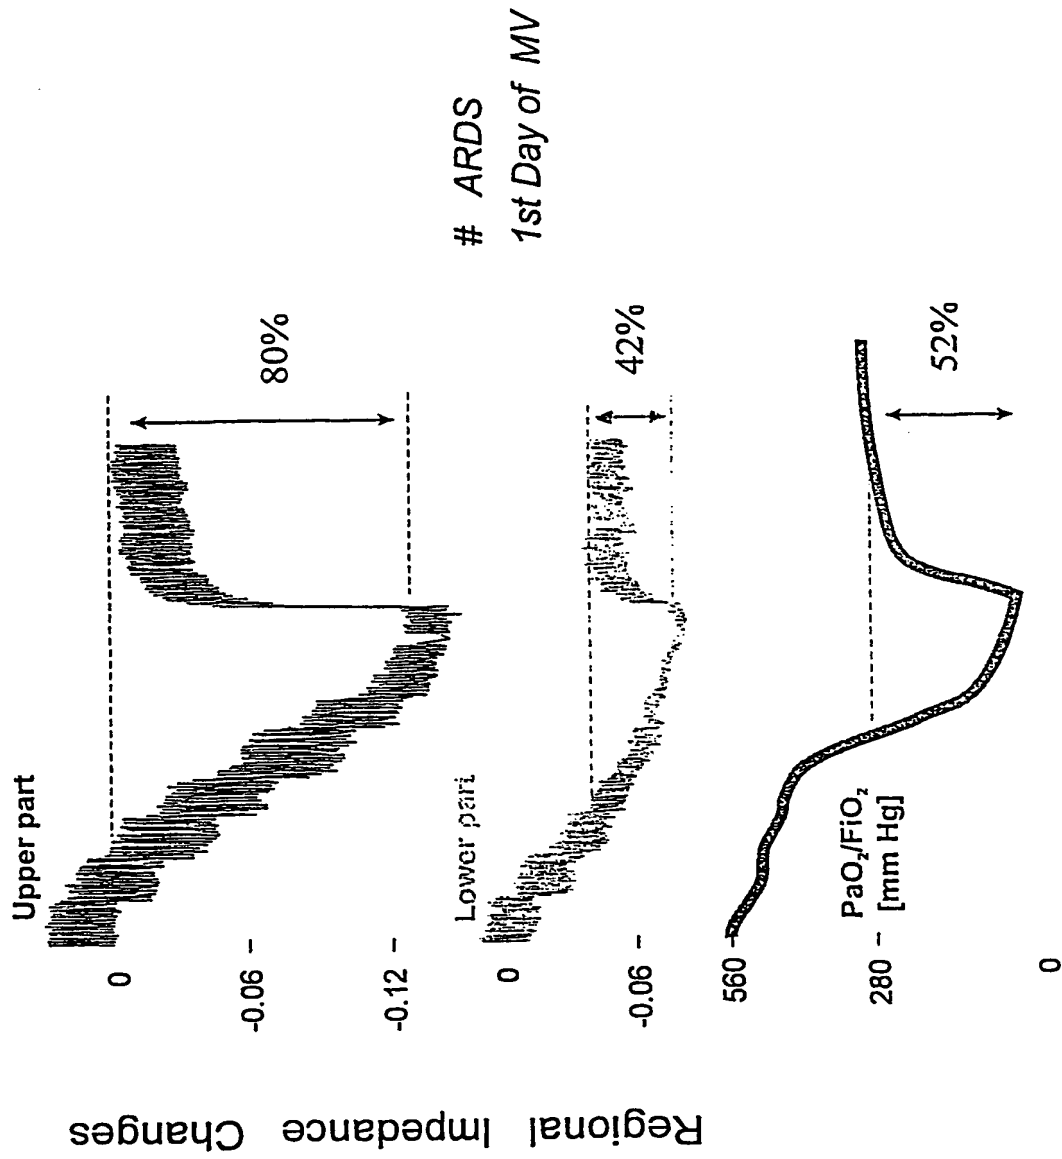 Regional Impedance Changes
Upper part
0
-0.06
-0.12
80%
Lower part
0
-0.06
42%
# ARDS
1st Day of MV
560
280
0
PaO₂/FiO₂
[mm Hg]
52%